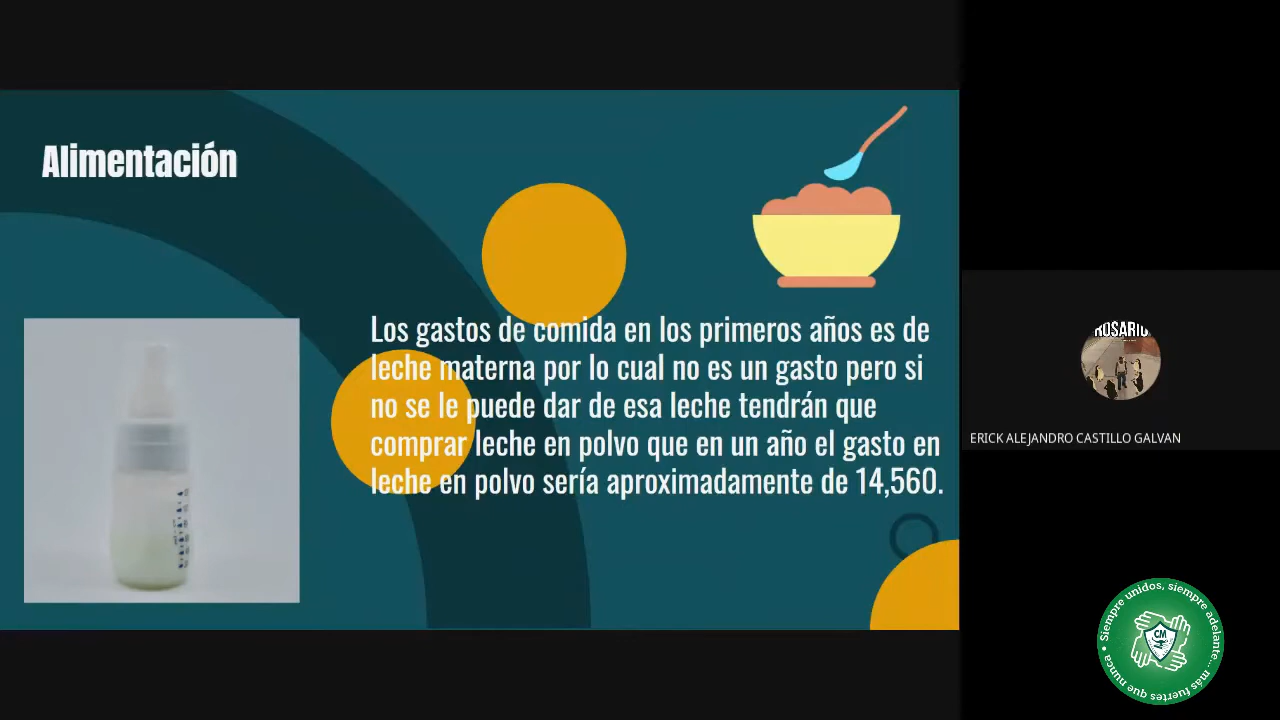 Alimentación
Los gastos de comida en los primeros años es de
leche materna por lo cual no es un gasto pero si
no se le puede dar de esa leche tendrán que
comprar leche en polvo que en un año el gasto en
leche en polvo sería aproximadamente de 14,560.
ROSARIO
ERICK ALEJANDRO CASTILLO GALVAN
Siempre unidos, siempre adelante... más fuertes que nunca •
CM